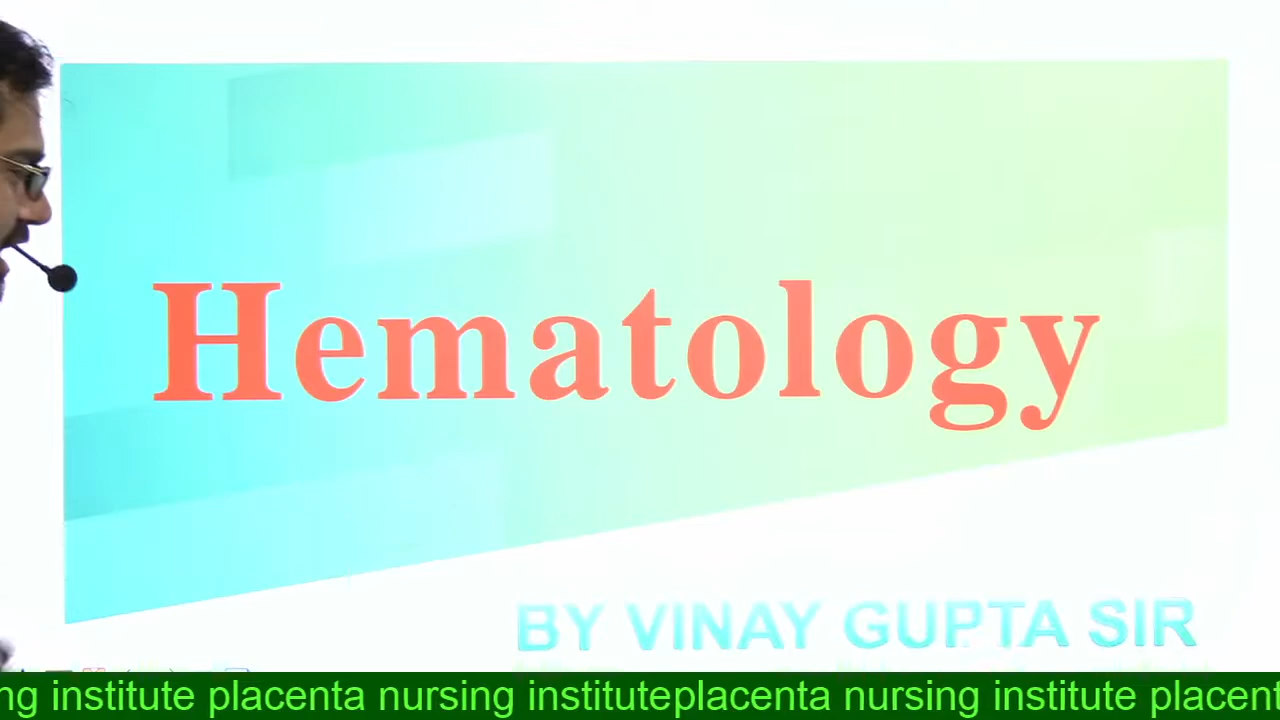 Hematology
BY VINAY GUPTA SIR
ng institute placenta nursing instituteplacenta nursing institute placent